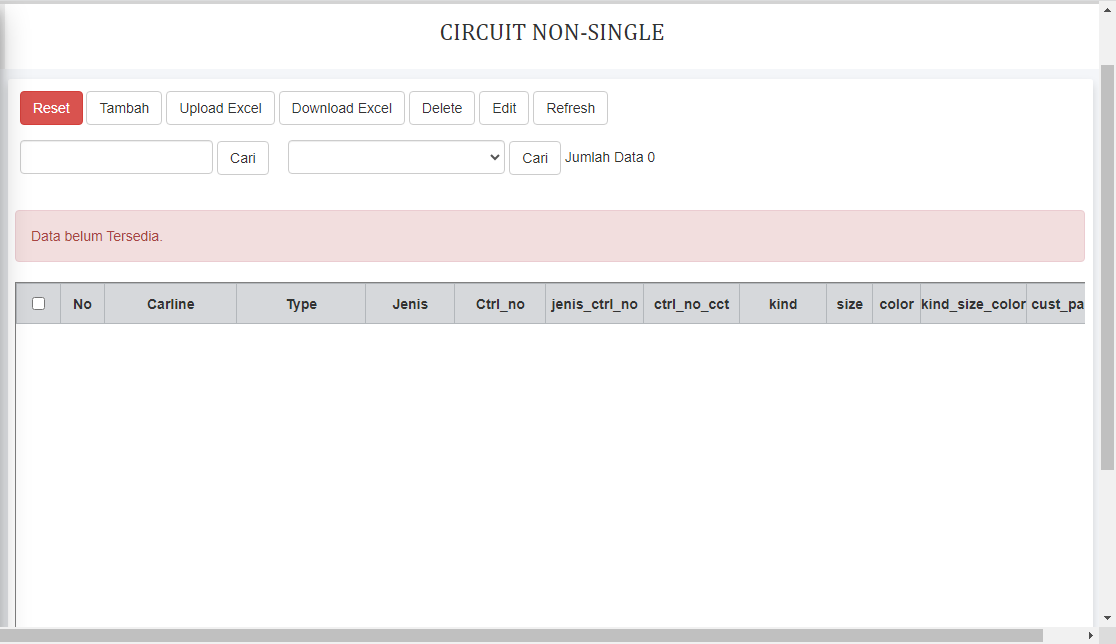 CIRCUIT NON-SINGLE
Reset Tambah Upload Excel Download Excel Delete Edit Refresh
Cari Cari Jumlah Data 0
Data belum Tersedia.
No Carline Type Jenis Ctrl_no jenis_ctrl_no ctrl_no_cct kind size color kind_size_color cust_pa